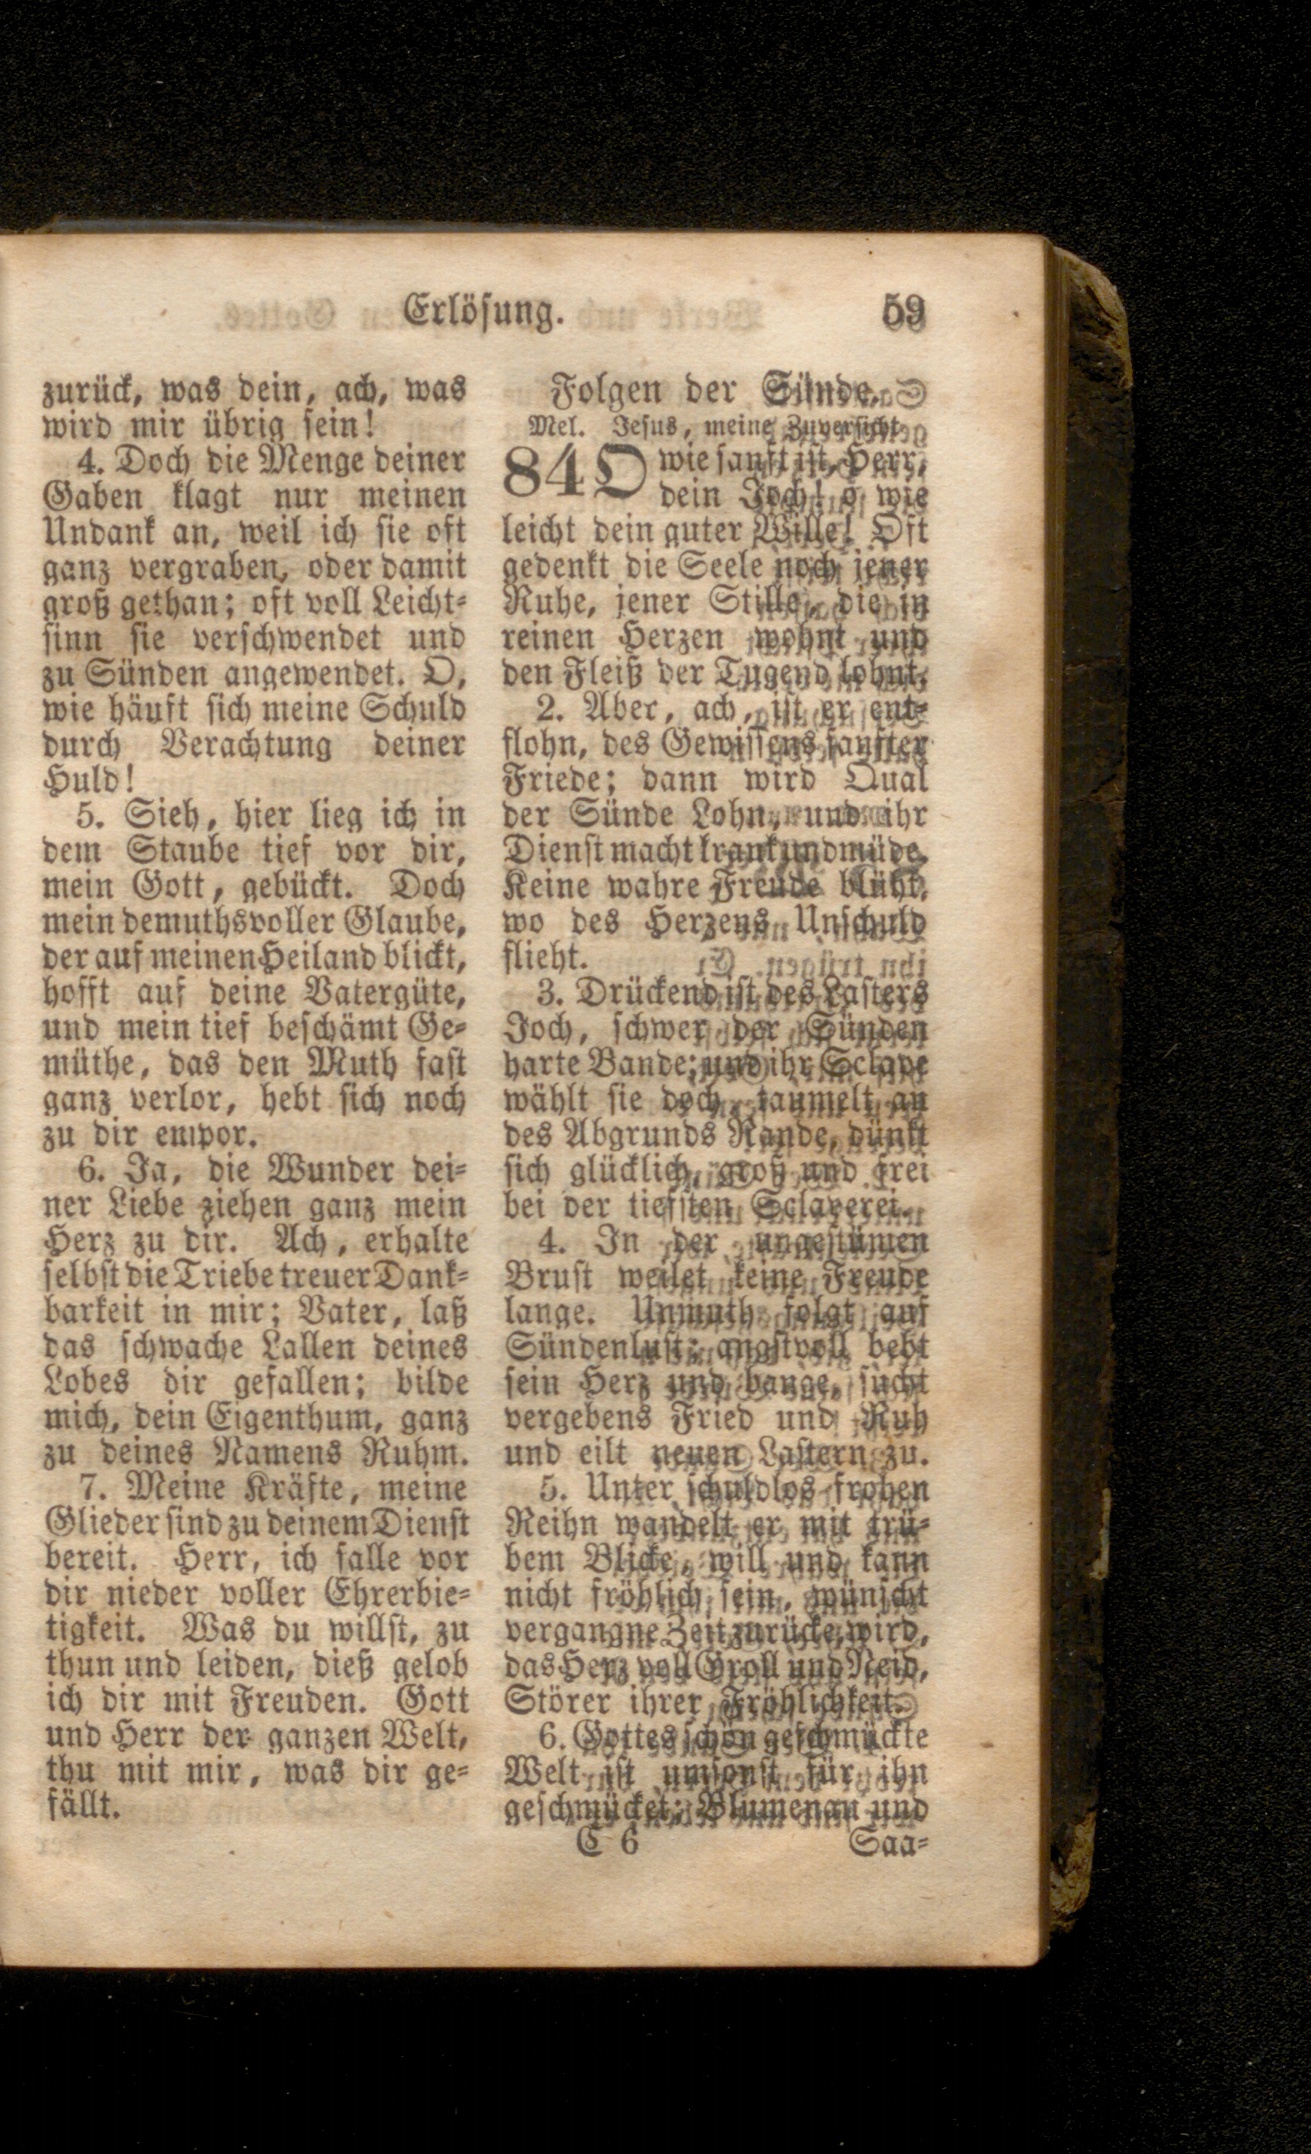 Erlösung. 59
zurück, was dein, ach, was
wird mir übrig sein!
4. Doch die Menge deiner
Gaben klagt nur meinen
Undank an, weil ich sie oft
ganz vergraben, oder damit
groß gethan; oft voll Leicht-
sinn sie verschwendet und
zu Sünden angewendet. O,
wie häuft sich meine Schuld
durch Verachtung deiner
Huld!
5. Sieh, hier lieg ich in
dem Staube tief vor dir,
mein Gott, gebückt. Doch
mein demuthsvoller Glaube,
der auf meinen Heiland blickt,
hofft auf deine Vatergüte,
und mein tief beschämt Ge-
müthe, das den Muth fast
ganz verlor, hebt sich noch
zu dir empor.
6. Ja, die Wunder dei-
ner Liebe ziehen ganz mein
Herz zu dir. Ach, erhalte
selbst die Triebe treuer Dank-
barkeit in mir; Vater, laß
das schwache Lallen deines
Lobes dir gefallen; bilde
mich, dein Eigenthum, ganz
zu deines Namens Ruhm.
7. Meine Kräfte, meine
Glieder sind zu deinem Dienst
bereit. Herr, ich falle vor
dir nieder voller Ehrerbie-
tigkeit. Was du willst, zu
thun und leiden, dieß gelob
ich dir mit Freuden. Gott
und Herr der ganzen Welt,
thu mit mir, was dir ge-
fällt.
Folgen der Sünde.
Mel. Jesus, meine Zuversicht.
84 O wie sanft ist, Herr,
dein Joch! o wie
leicht dein guter Wille! Oft
gedenkt die Seele noch jener
Ruhe, jener Stille, die in
reinen Herzen wohnt und
den Fleiß der Tugend lohnt.
2. Aber, ach, ist er ent-
flohn, des Gewissens sanfter
Friede; dann wird Qual
der Sünde Lohn, und ihr
Dienst macht krank und müde.
Keine wahre Freude blüht,
wo des Herzens Unschuld
flieht.
3. Drückend ist des Lasters
Joch, schwer der Sünden
harte Bande; und ihr Sclave
wählt sie doch, taumelt an
des Abgrunds Rande, dünkt
sich glücklich, groß und frei
bei der tiefsten Sclaverei.
4. In der ungestümen
Brust weilet keine Freude
lange. Unmuth folgt auf
Sündenlust; angstvoll bebt
sein Herz und bange, sucht
vergebens Fried und Ruh
und eilt neuen Lastern zu.
5. Unter schuldlos frohen
Reihn wandelt er mit trü-
bem Blicke, will und kann
nicht fröhlich sein, wünscht
vergangne Zeit zurücke, wird,
das Herz voll Groll und Neid,
Störer ihrer Fröhlichkeit.
6. Gottes schön geschmückte
Welt ist umsonst für ihn
geschmücket; Blumenau und
C 6 Saa-